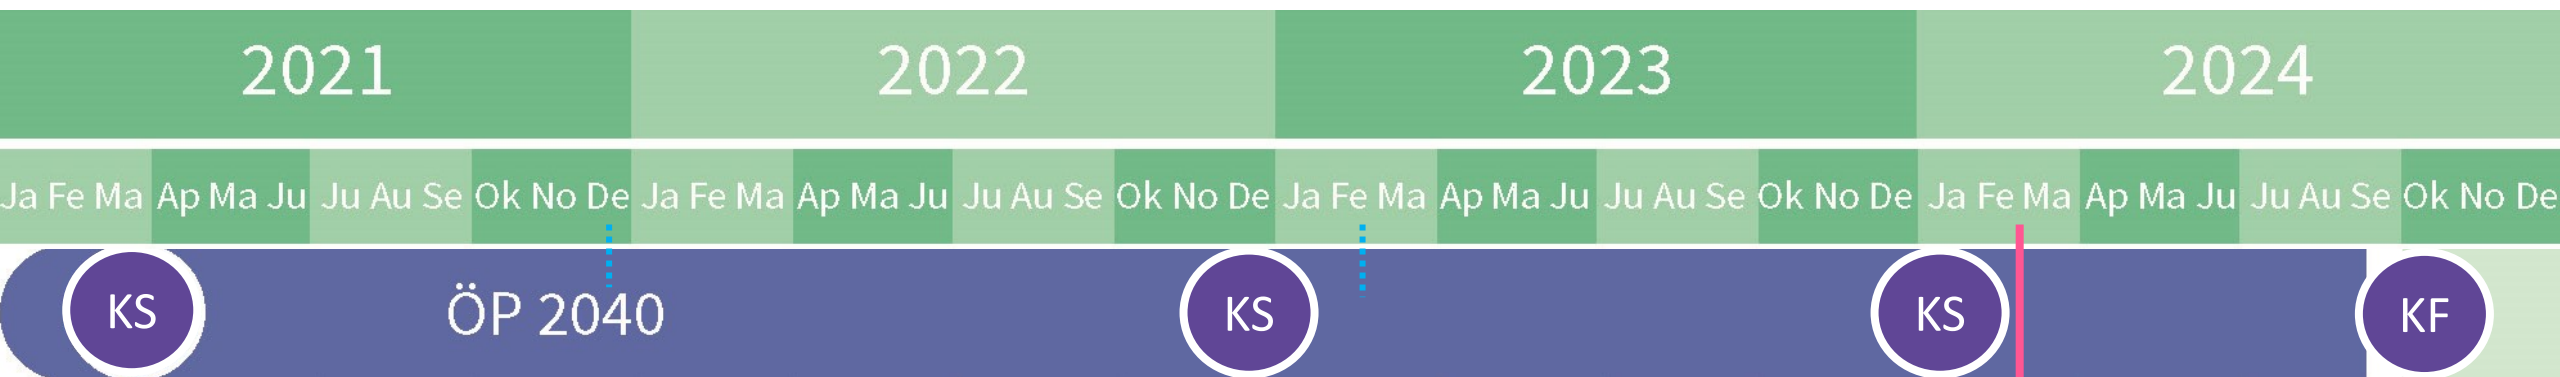 2021 2022 2023 2024
Ja Fe Ma Ap Ma Ju Ju Au Se Ok No De Ja Fe Ma Ap Ma Ju Ju Au Se Ok No De Ja Fe Ma Ap Ma Ju Ju Au Se Ok No De Ja Fe Ma Ap Ma Ju Ju Au Se Ok No De
KS ÖP 2040 KS KS KF